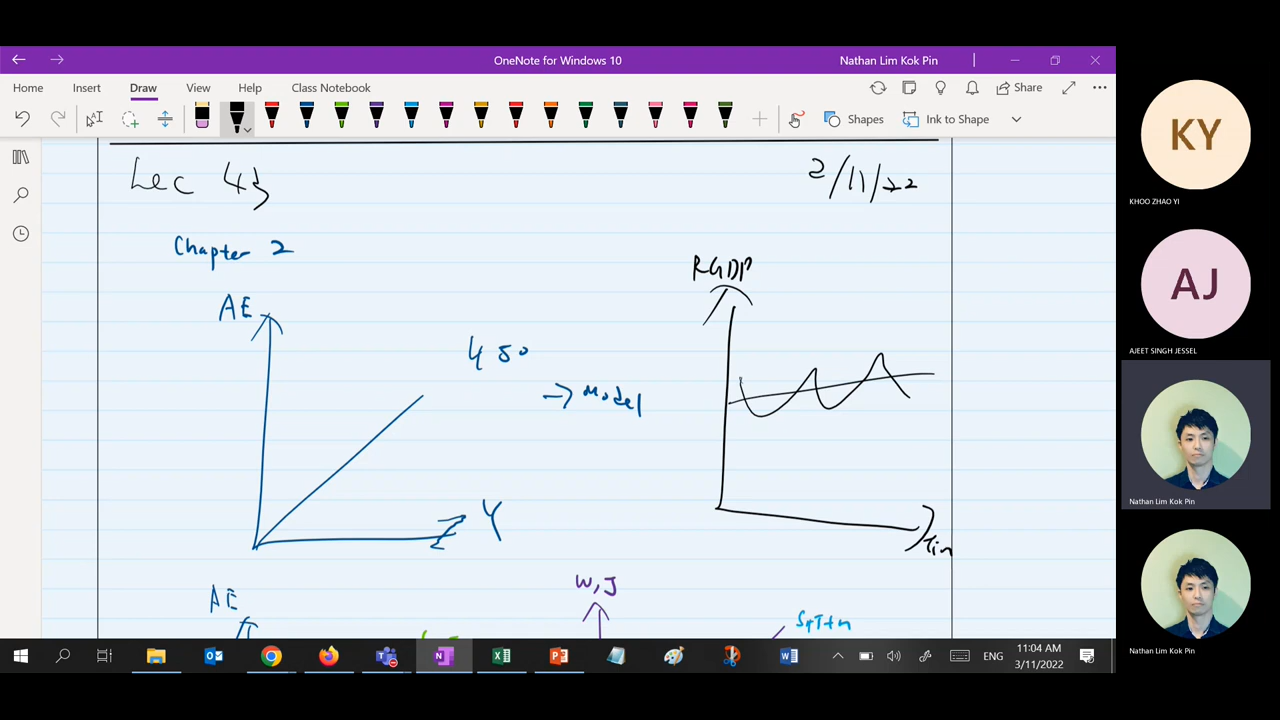 OneNote for Windows 10
Nathan Lim Kok Pin
Home Insert Draw View Help Class Notebook
Share
Shapes
Ink to Shape
Lec 43
2/11/22
Chapter 2
RGDP
AE
450
→ Model
Y
Tim
AE
W, J
S+T+M
KY
KHOO ZHAO YI
AJ
AJEET SINGH JESSEL
Nathan Lim Kok Pin
Nathan Lim Kok Pin
ENG
11:04 AM
3/11/2022